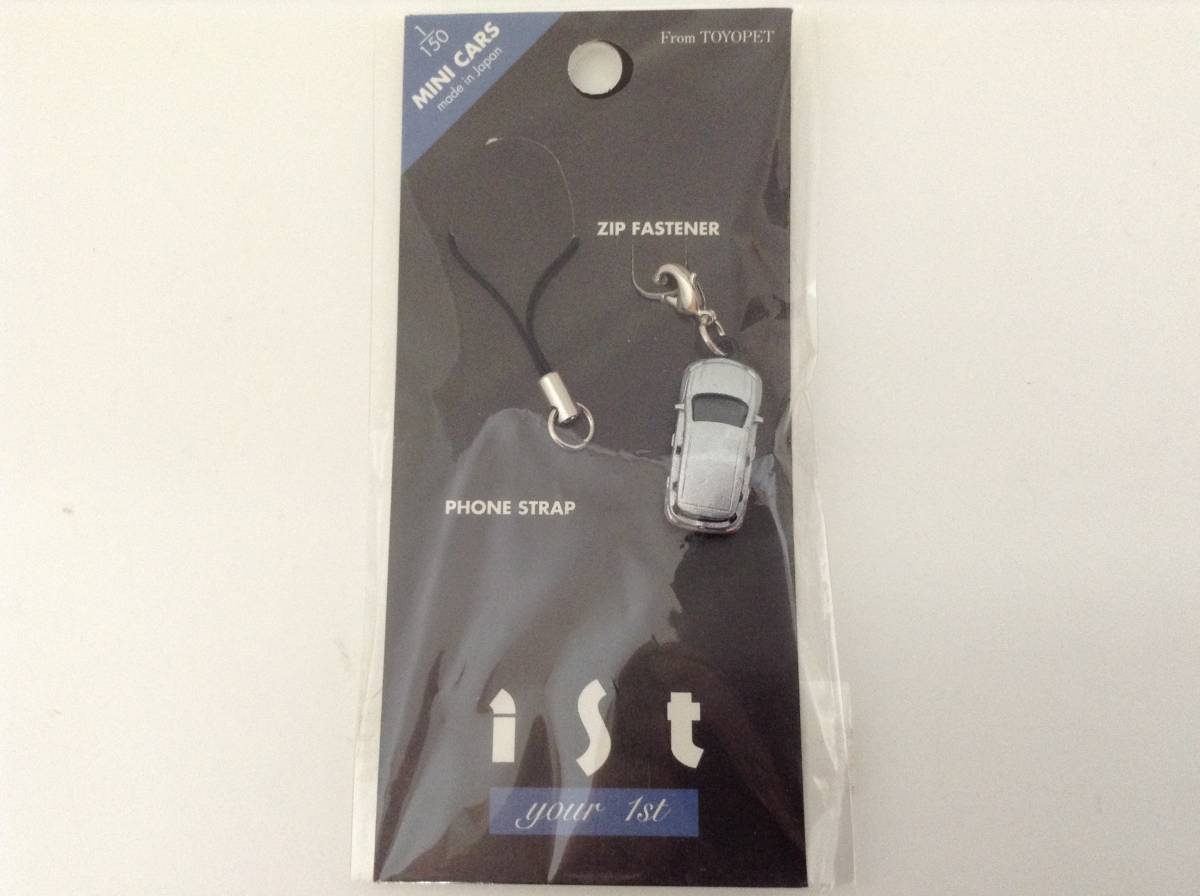 1/150
MINI CARS
made in Japan
From TOYOPET
ZIP FASTENER
PHONE STRAP
iSt
your 1st